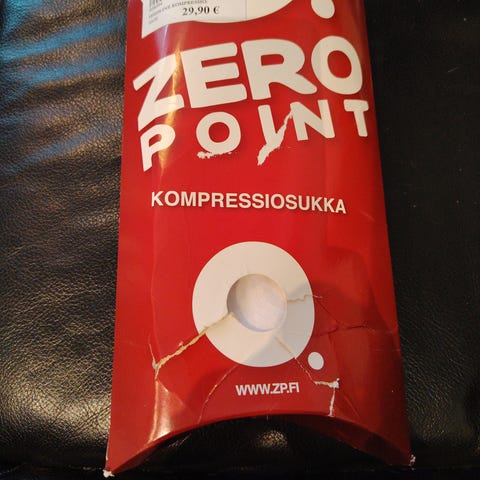 29,90 €
ZERO
POINT
KOMPRESSIOSUKKA
WWW.ZP.FI